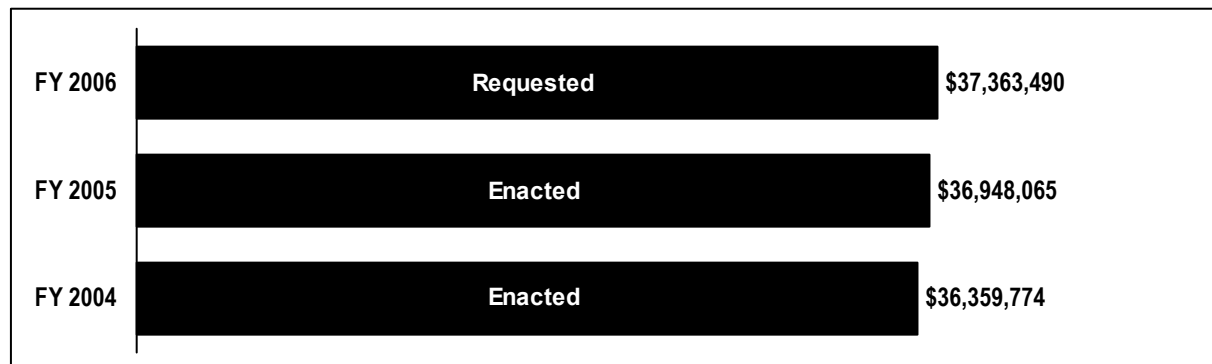 FY 2006 Requested $37,363,490
FY 2005 Enacted $36,948,065
FY 2004 Enacted $36,359,774